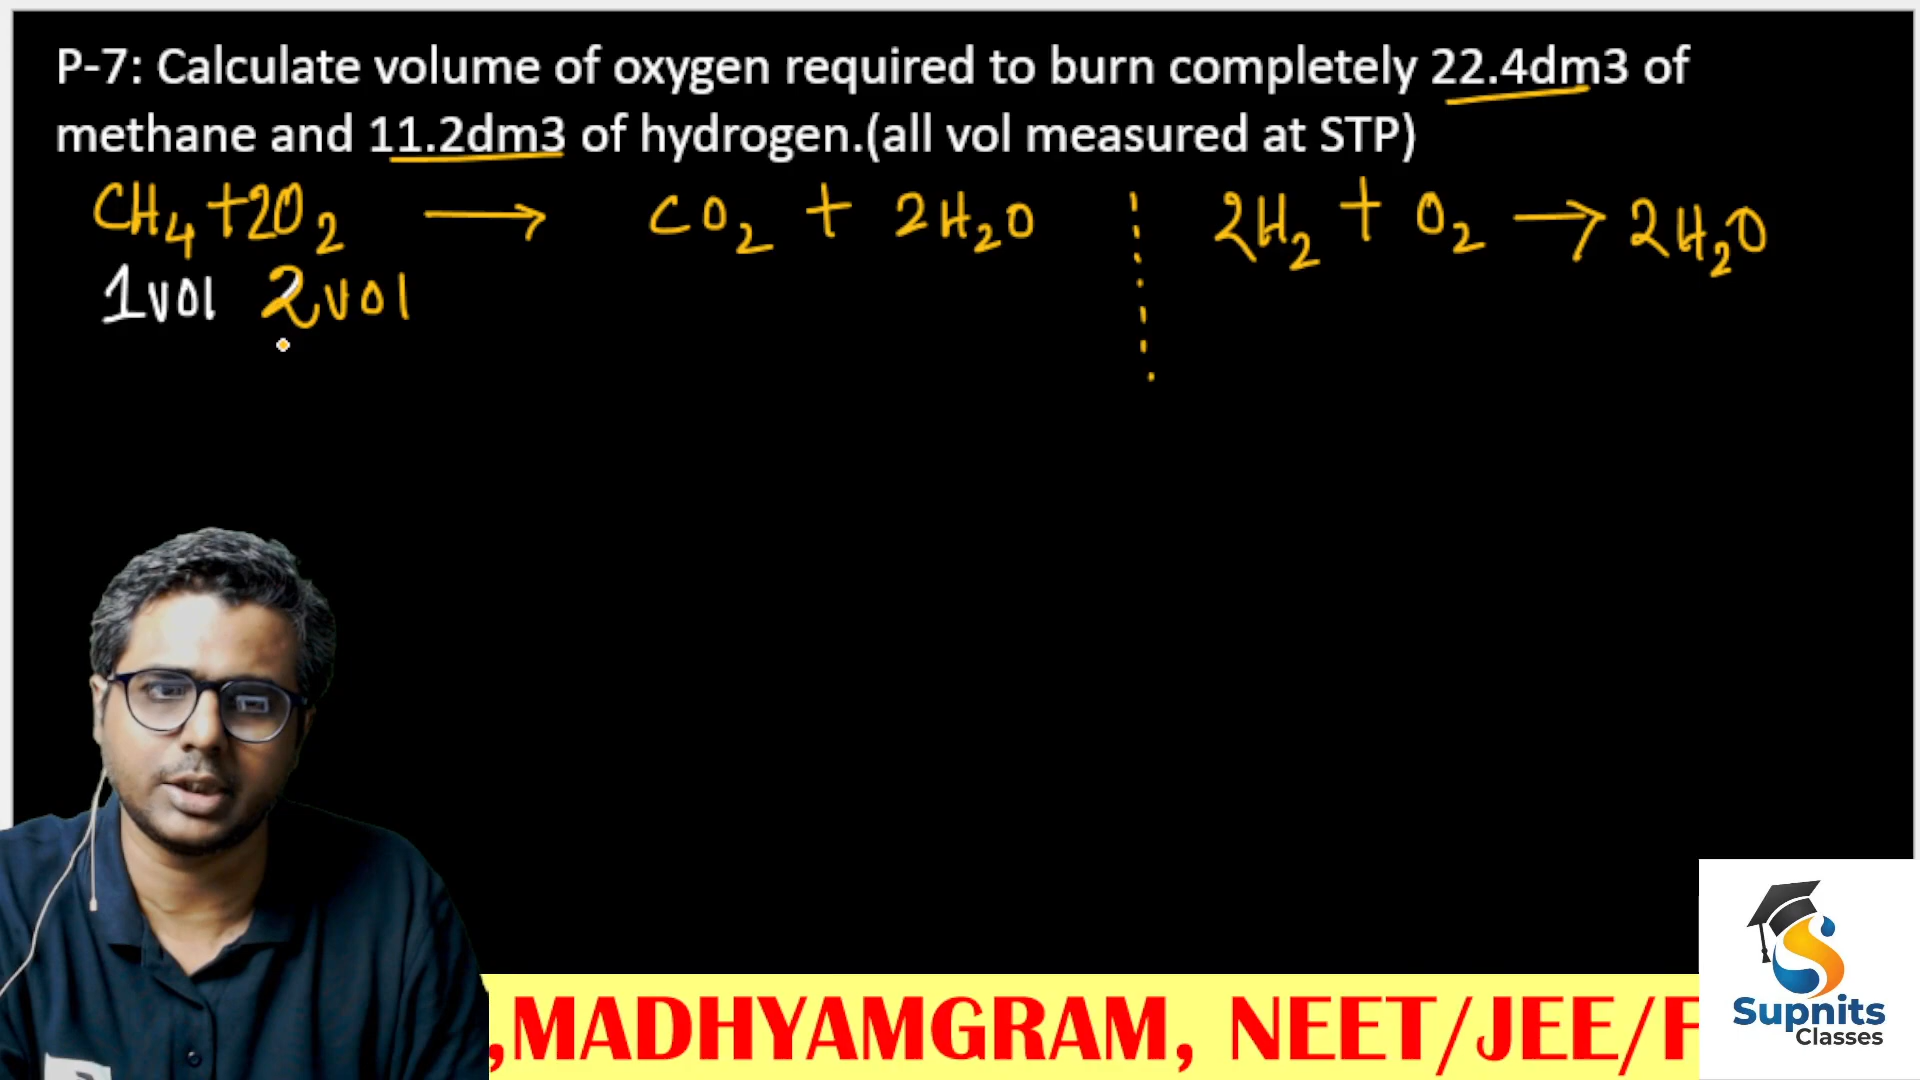 P-7: Calculate volume of oxygen required to burn completely 22.4dm3 of
methane and 11.2dm3 of hydrogen.(all vol measured at STP)
CH₄+2O₂ → CO₂ + 2H₂O 2H₂ + O₂ → 2H₂O
1vol 2vol
,MADHYAMGRAM, NEET/JEE/F
Supnits
Classes